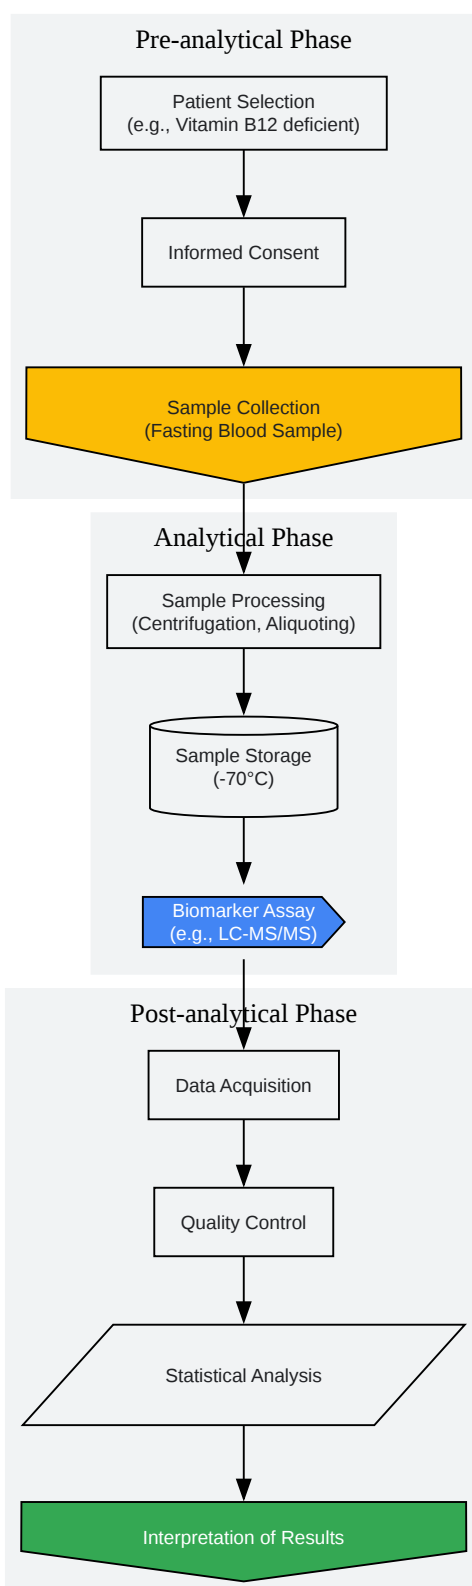 Pre-analytical Phase
Patient Selection
(e.g., Vitamin B12 deficient)
Informed Consent
Sample Collection
(Fasting Blood Sample)
Analytical Phase
Sample Processing
(Centrifugation, Aliquoting)
Sample Storage
(-70°C)
Biomarker Assay
(e.g., LC-MS/MS)
Post-analytical Phase
Data Acquisition
Quality Control
Statistical Analysis
Interpretation of Results